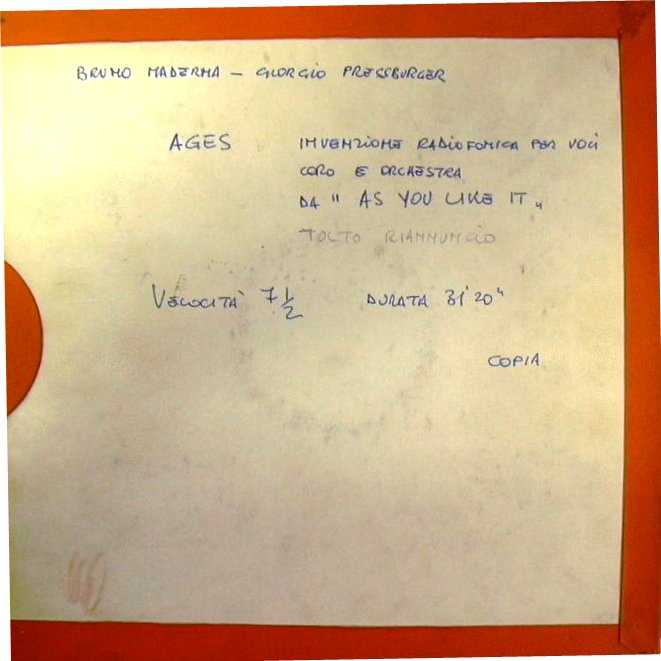 BRUNO MADERNA – GIORGIO PRESSBURGER
AGES INVENZIONE RADIOFONICA PER VOCI
CORO E ORCHESTRA
DA " AS YOU LIKE IT "
TOLTO RIANNUNCIO
VELOCITÀ 7 1/2 DURATA 31'20"
COPIA